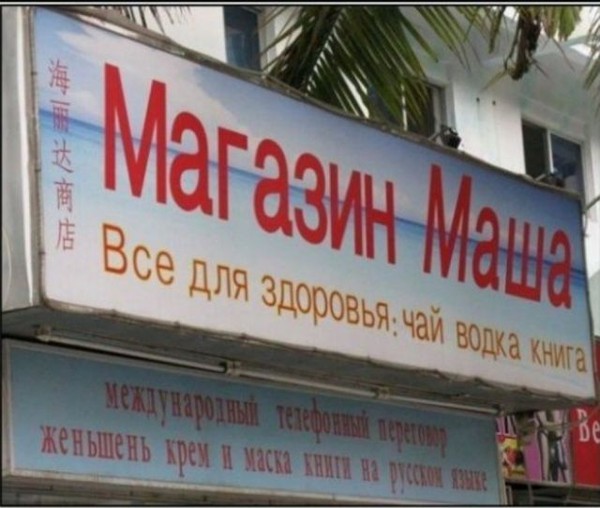 海丽达商店
Магазин Маша
Все для здоровья: чай водка книга
международный телефонный переговор
женьшень крем и маска книги на русском языке
Ве